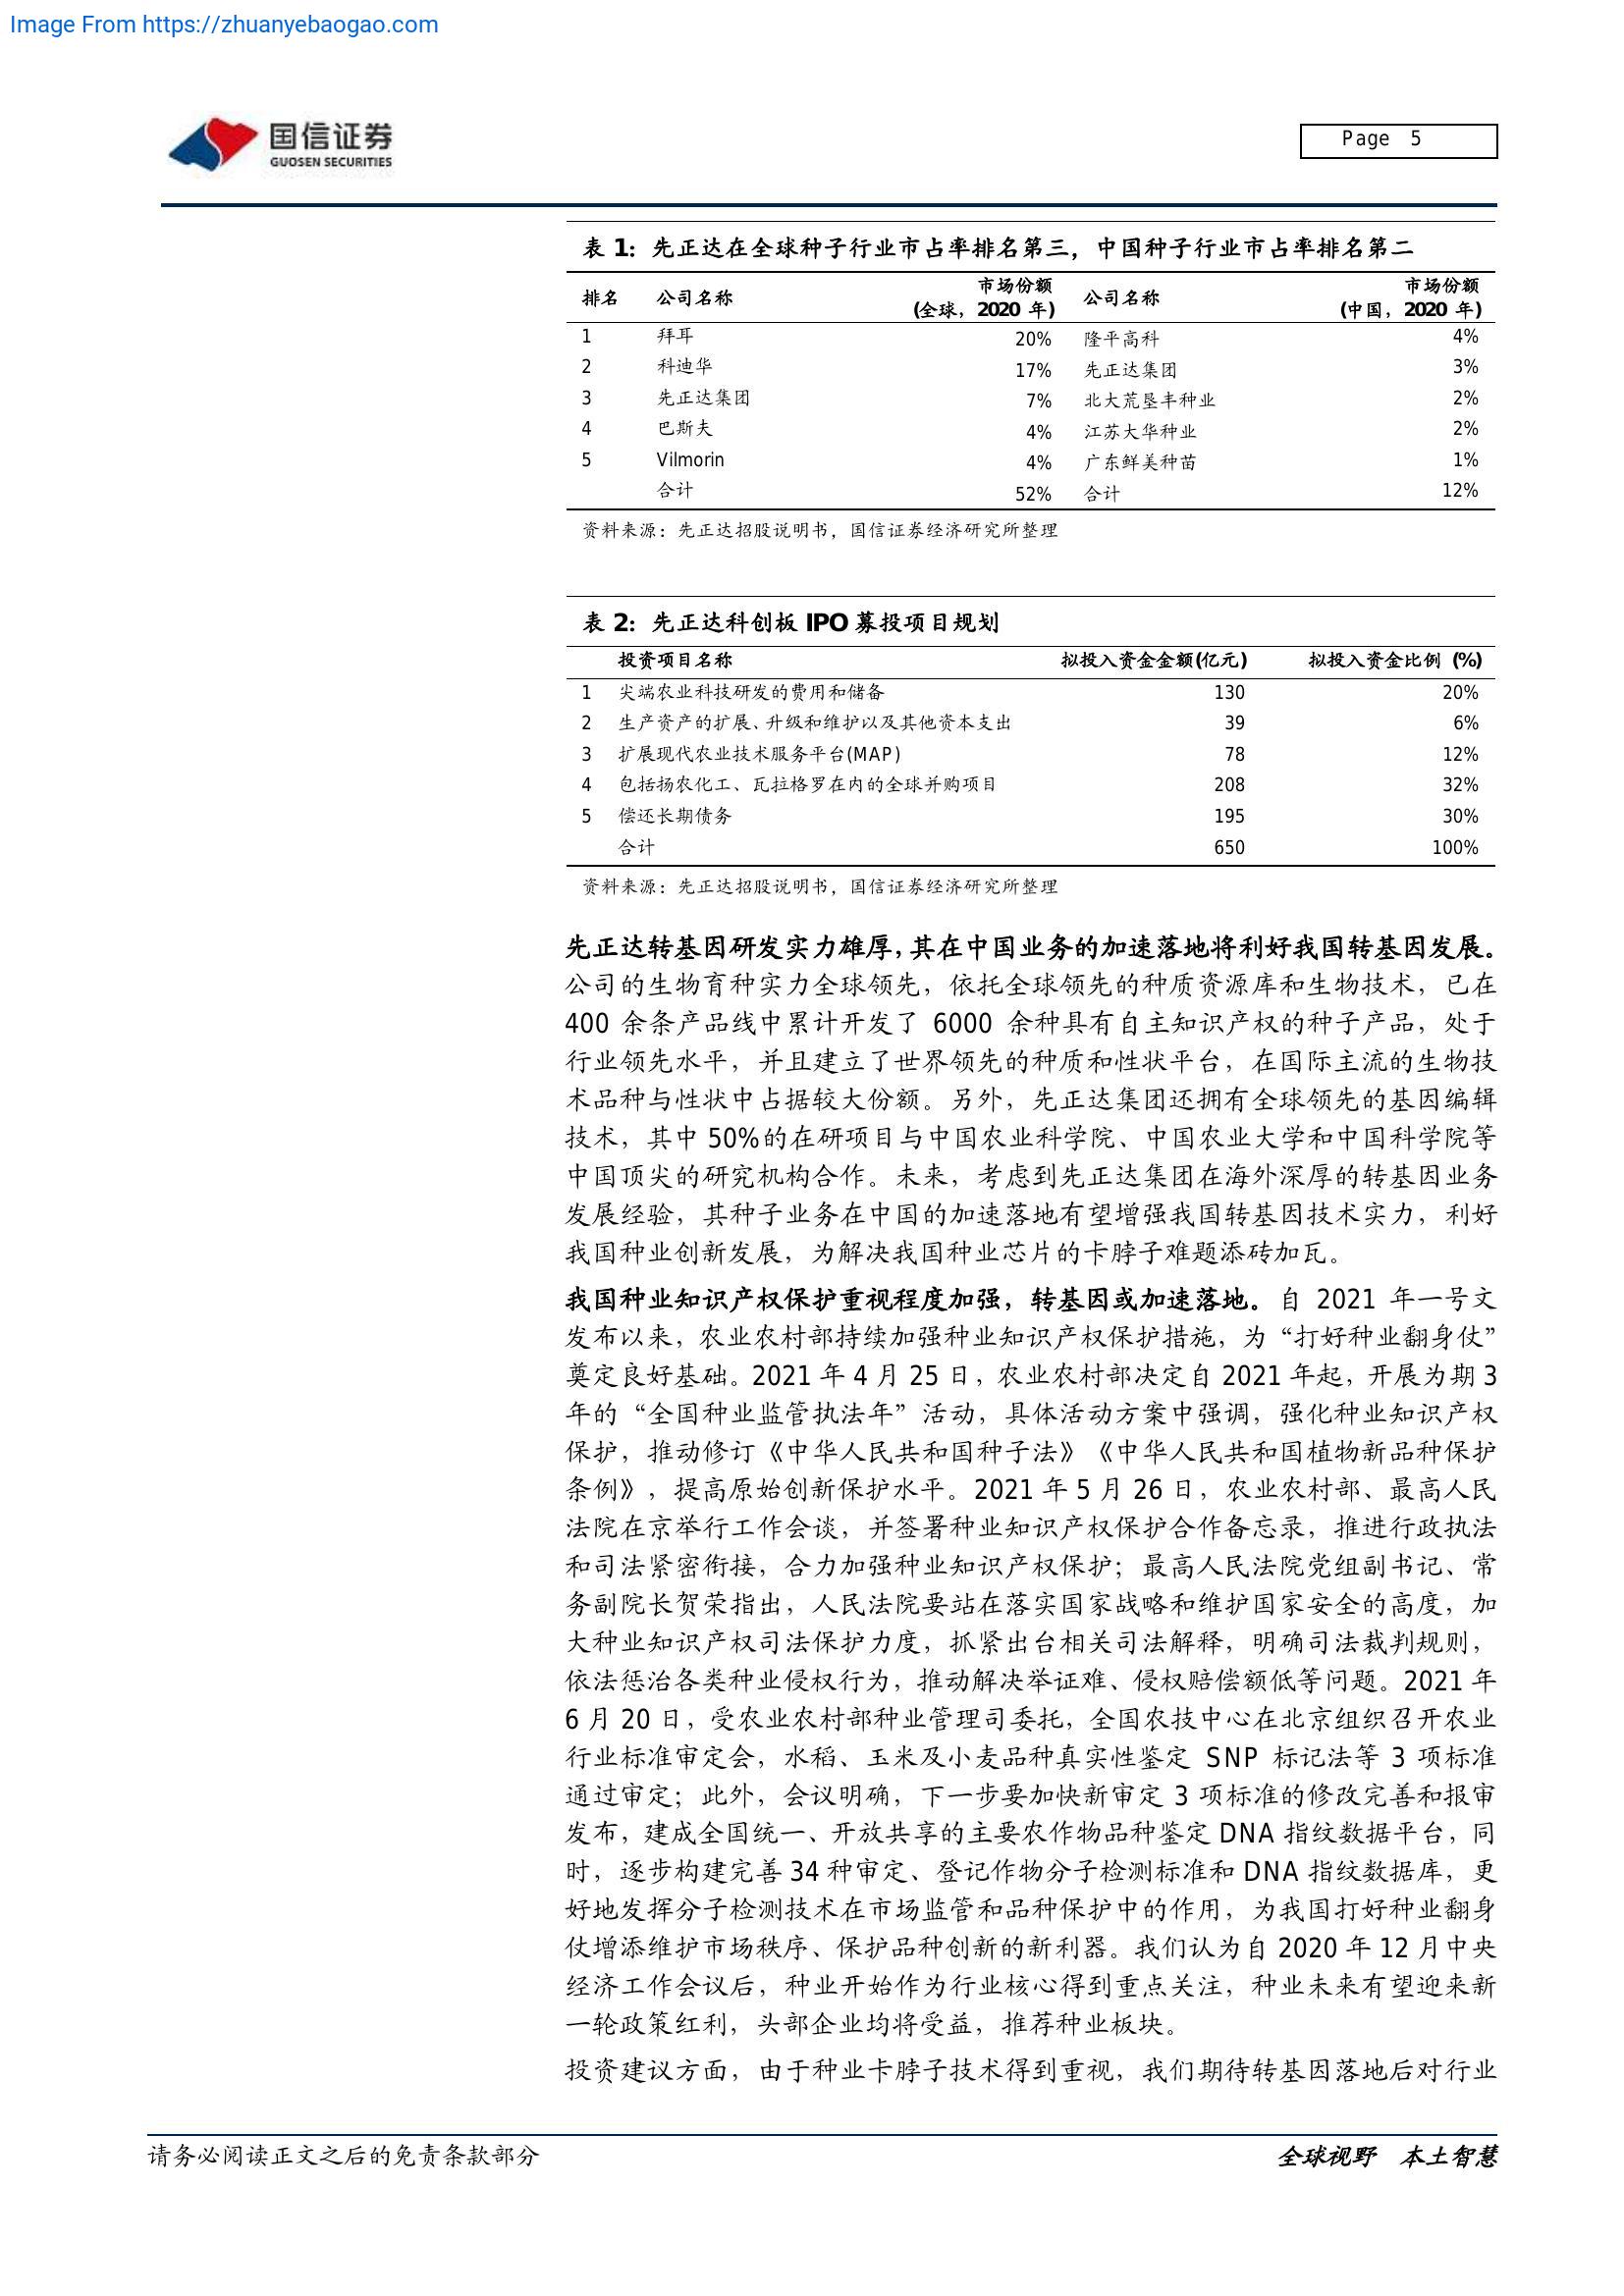 Image From https://zhuanyebaogao.com
国信证券
GUOSEN SECURITIES
Page 5
表 1: 先正达在全球种子行业市占率排名第三，中国种子行业市占率排名第二
排名 公司名称 市场份额(全球，2020 年) 公司名称 市场份额(中国，2020 年)
1 拜耳 20% 隆平高科 4%
2 科迪华 17% 先正达集团 3%
3 先正达集团 7% 北大荒垦丰种业 2%
4 巴斯夫 4% 江苏大华种业 2%
5 Vilmorin 4% 广东鲜美种苗 1%
合计 52% 合计 12%
资料来源：先正达招股说明书，国信证券经济研究所整理
表 2: 先正达科创板 IPO 募投项目规划
投资项目名称 拟投入资金金额(亿元) 拟投入资金比例 (%)
1 尖端农业科技研发的费用和储备 130 20%
2 生产资产的扩展、升级和维护以及其他资本支出 39 6%
3 扩展现代农业技术服务平台(MAP) 78 12%
4 包括扬农化工、瓦拉格罗在内的全球并购项目 208 32%
5 偿还长期债务 195 30%
合计 650 100%
资料来源：先正达招股说明书，国信证券经济研究所整理
先正达转基因研发实力雄厚，其在中国业务的加速落地将利好我国转基因发展。
公司的生物育种实力全球领先，依托全球领先的种质资源库和生物技术，已在
400 余条产品线中累计开发了 6000 余种具有自主知识产权的种子产品，处于
行业领先水平，并且建立了世界领先的种质和性状平台，在国际主流的生物技
术品种与性状中占据较大份额。另外，先正达集团还拥有全球领先的基因编辑
技术，其中 50%的在研项目与中国农业科学院、中国农业大学和中国科学院等
中国顶尖的研究机构合作。未来，考虑到先正达集团在海外深厚的转基因业务
发展经验，其种子业务在中国的加速落地有望增强我国转基因技术实力，利好
我国种业创新发展，为解决我国种业芯片的卡脖子难题添砖加瓦。
我国种业知识产权保护重视程度加强，转基因或加速落地。自 2021 年一号文
发布以来，农业农村部持续加强种业知识产权保护措施，为“打好种业翻身仗”
奠定良好基础。2021 年 4 月 25 日，农业农村部决定自 2021 年起，开展为期 3
年的“全国种业监管执法年”活动，具体活动方案中强调，强化种业知识产权
保护，推动修订《中华人民共和国种子法》《中华人民共和国植物新品种保护
条例》，提高原始创新保护水平。2021 年 5 月 26 日，农业农村部、最高人民
法院在京举行工作会谈，并签署种业知识产权保护合作备忘录，推进行政执法
和司法紧密衔接，合力加强种业知识产权保护；最高人民法院党组副书记、常
务副院长贺荣指出，人民法院要站在落实国家战略和维护国家安全的高度，加
大种业知识产权司法保护力度，抓紧出台相关司法解释，明确司法裁判规则，
依法惩治各类种业侵权行为，推动解决举证难、侵权赔偿额低等问题。2021 年
6 月 20 日，受农业农村部种业管理司委托，全国农技中心在北京组织召开农业
行业标准审定会，水稻、玉米及小麦品种真实性鉴定 SNP 标记法等 3 项标准
通过审定；此外，会议明确，下一步要加快新审定 3 项标准的修改完善和报审
发布，建成全国统一、开放共享的主要农作物品种鉴定 DNA 指纹数据平台，同
时，逐步构建完善 34 种审定、登记作物分子检测标准和 DNA 指纹数据库，更
好地发挥分子检测技术在市场监管和品种保护中的作用，为我国打好种业翻身
仗增添维护市场秩序、保护品种创新的新利器。我们认为自 2020 年 12 月中央
经济工作会议后，种业开始作为行业核心得到重点关注，种业未来有望迎来新
一轮政策红利，头部企业均将受益，推荐种业板块。
投资建议方面，由于种业卡脖子技术得到重视，我们期待转基因落地后对行业
请务必阅读正文之后的免责条款部分
全球视野 本土智慧